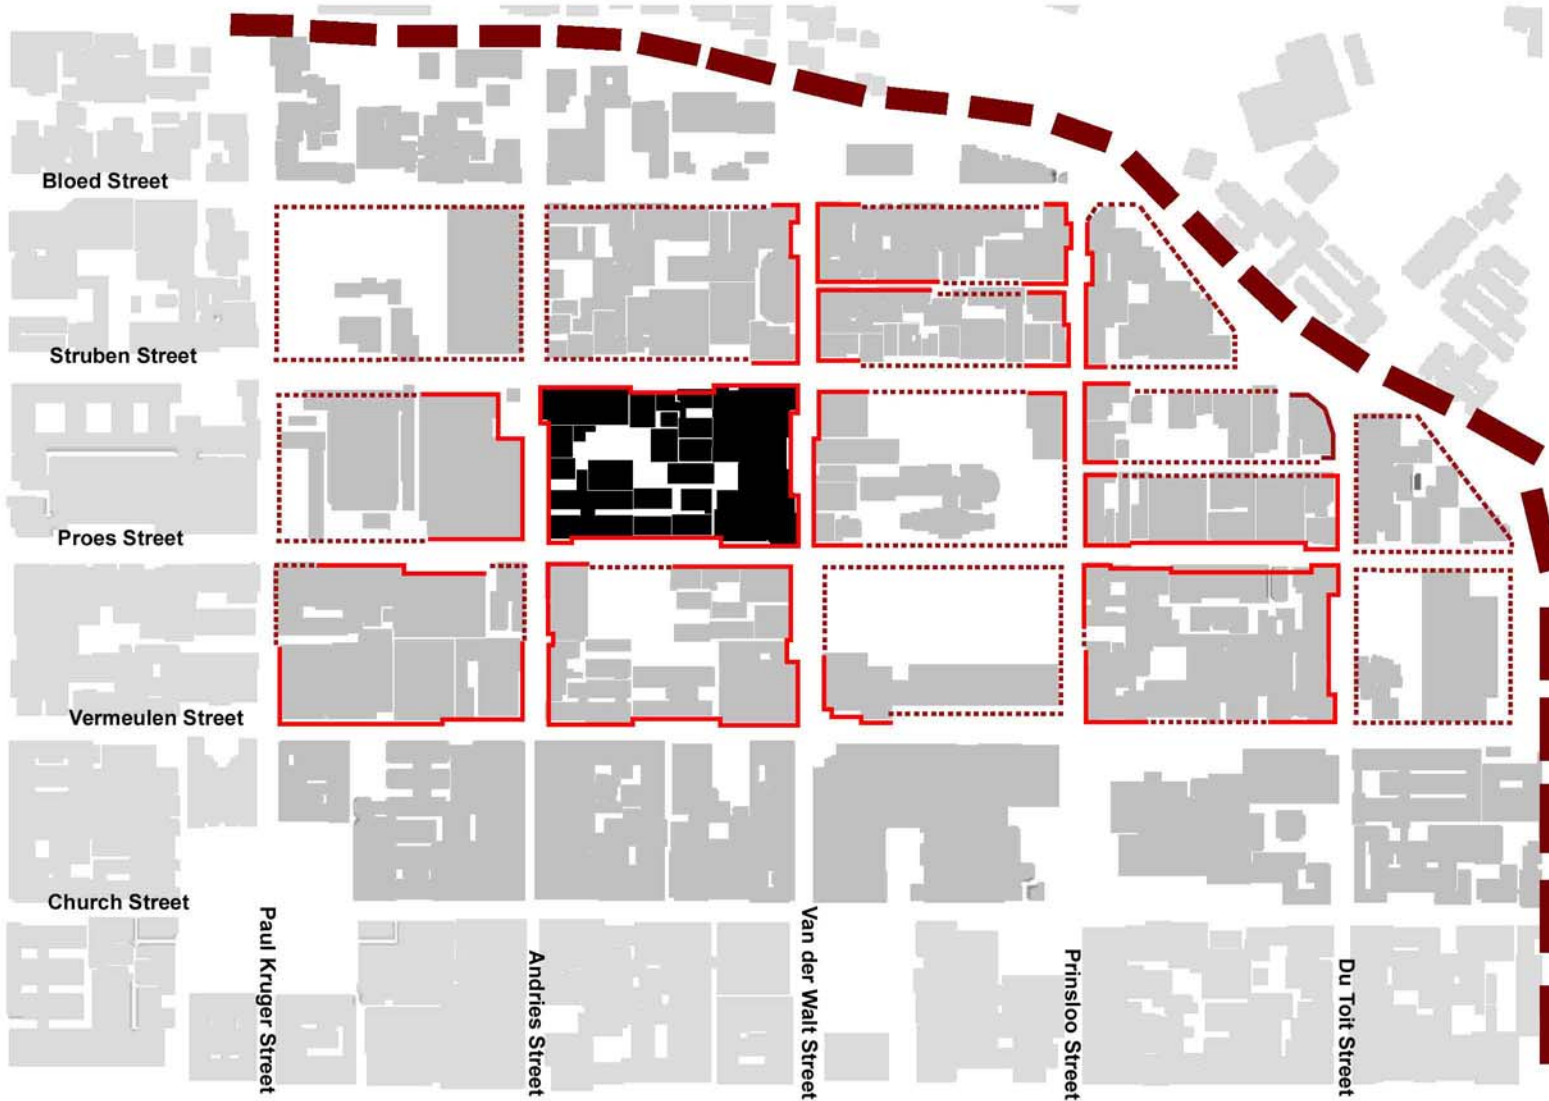 Bloed Street
Struben Street
Proes Street
Vermeulen Street
Church Street
Paul Kruger Street
Andries Street
Van der Walt Street
Prinsloo Street
Du Toit Street